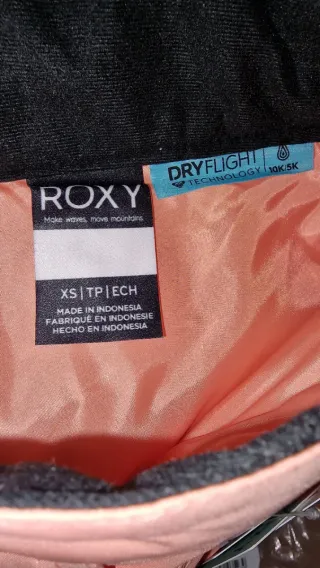 DRYFLIGHT
TECHNOLOGY
10K/5K
ROXY
Make waves, move mountains.
XS | TP | ECH
MADE IN INDONESIA
FABRIQUÉ EN INDONESIE
HECHO EN INDONESIA